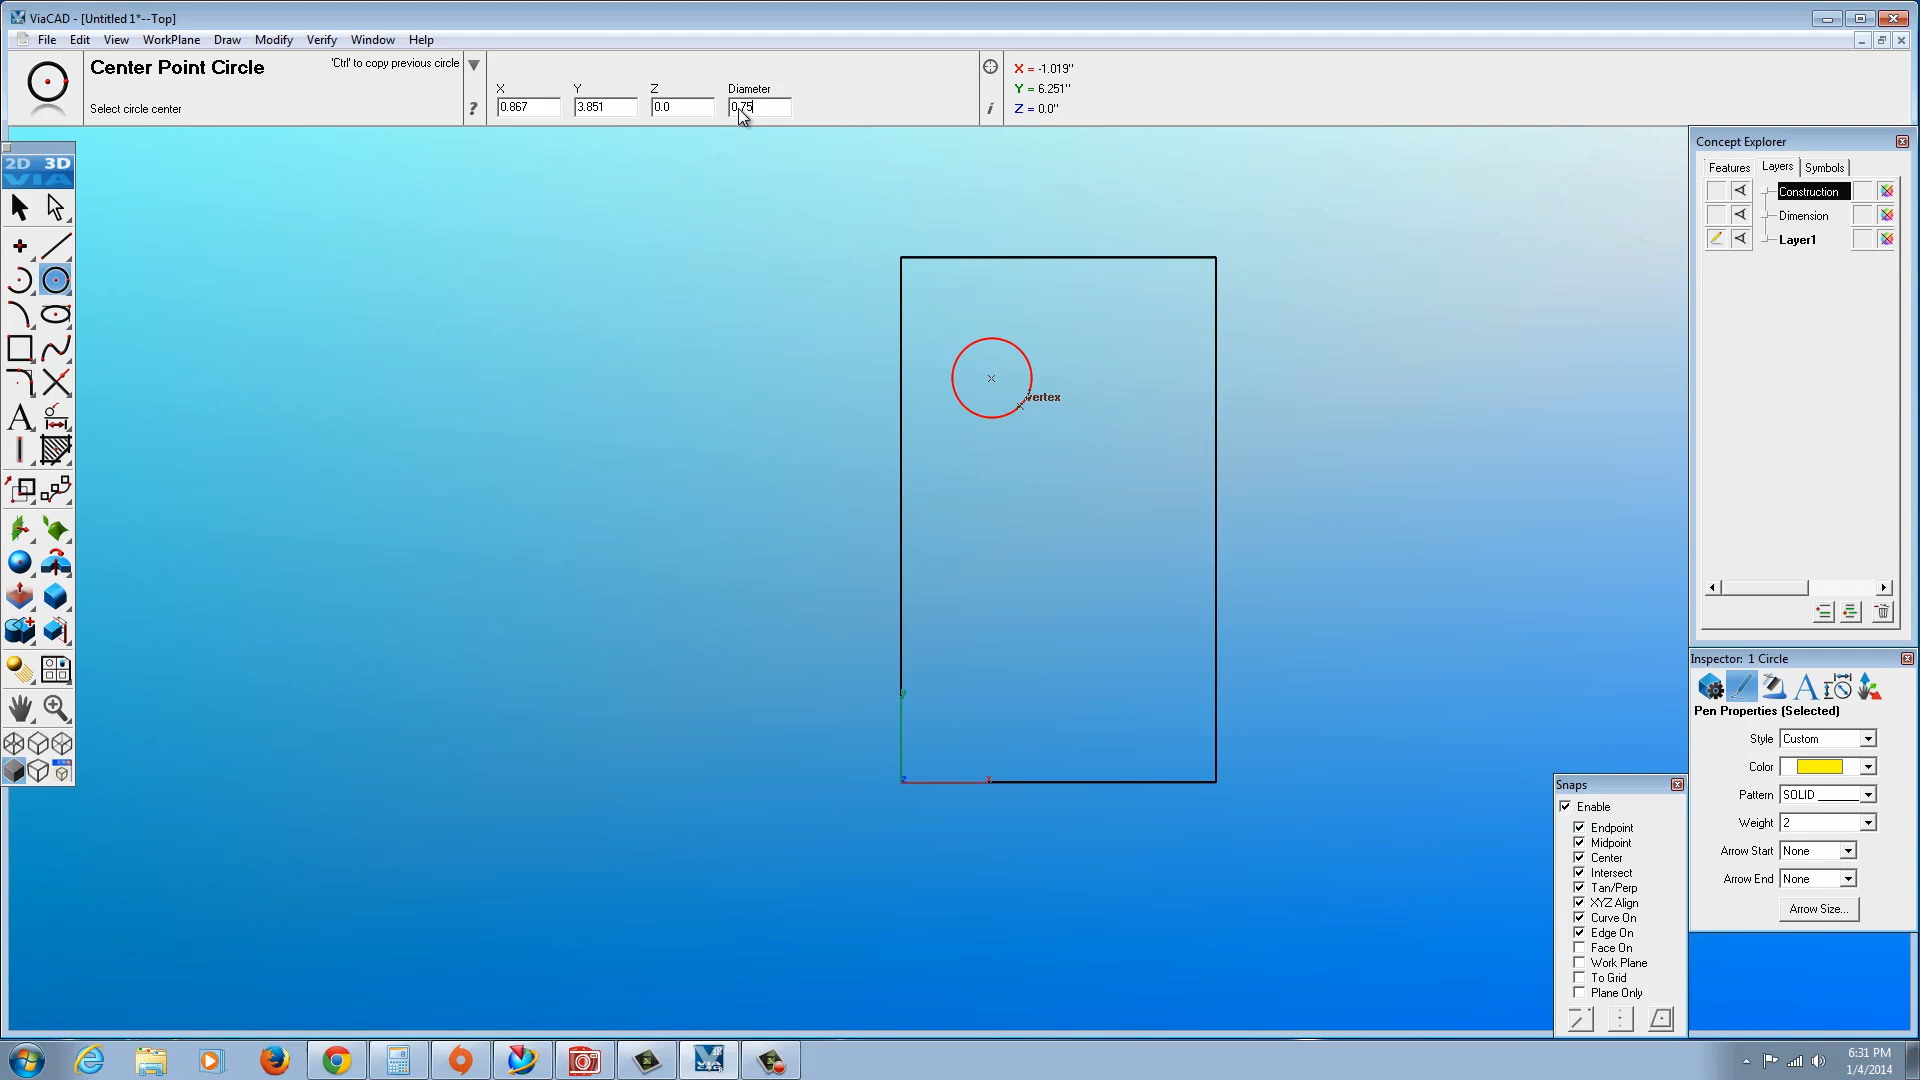 ViaCAD - [Untitled 1*--Top]
File Edit View WorkPlane Draw Modify Verify Window Help
Center Point Circle
'Ctrl' to copy previous circle
Select circle center
?
X Y Z Diameter
0.867 3.851 0.0 0.75
i
X = -1.019"
Y = 6.251"
Z = 0.0"
2D 3D
VIA
A
vertex
y
z
x
Concept Explorer
Features Layers Symbols
Construction
Dimension
Layer1
Inspector: 1 Circle
A
Pen Properties (Selected)
Style Custom
Color
Pattern SOLID
Weight 2
Arrow Start None
Arrow End None
Arrow Size...
Snaps
Enable
Endpoint
Midpoint
Center
Intersect
Tan/Perp
XYZ Align
Curve On
Edge On
Face On
Work Plane
To Grid
Plane Only
6:31 PM
1/4/2014